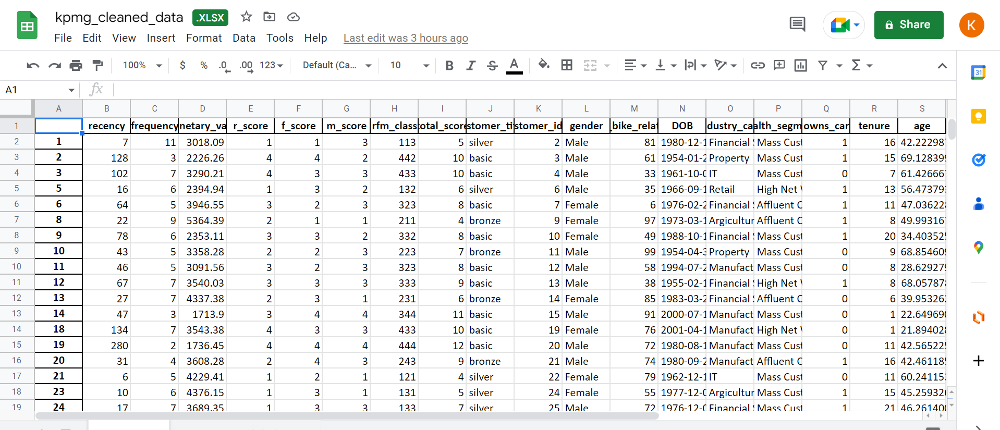 kpmg_cleaned_data .XLSX
File Edit View Insert Format Data Tools Help Last edit was 3 hours ago
Share K
100% $ % .0 .00 123 Default (Ca... 10 B I S A
31
A1 fx
A B C D E F G H I J K L M N O P Q R S
1 recency frequency netary_va r_score f_score m_score rfm_class otal_score stomer_ti stomer_id gender _bike_relat DOB dustry_ca alth_segm owns_car tenure age
2 1 7 11 3018.09 1 1 3 113 5 silver 2 Male 81 1980-12-1 Financial Mass Cust 1 16 42.22298
3 2 128 3 2226.26 4 4 2 442 10 basic 3 Male 61 1954-01-2 Property Mass Cust 1 15 69.12839
4 3 102 7 3290.21 4 3 3 433 10 basic 4 Male 33 1961-10-0 IT Mass Cust 0 7 61.42666
5 5 16 6 2394.94 1 3 2 132 6 silver 6 Male 35 1966-09-1 Retail High Net 1 13 56.47379
6 6 64 5 3946.55 3 2 3 323 8 basic 7 Female 6 1976-02-2 Financial Affluent C 1 11 47.03622
7 8 22 9 5364.39 2 1 1 211 4 bronze 9 Female 97 1973-03-1 Argicultur Affluent C 1 8 49.99316
8 9 78 6 2353.11 3 3 2 332 8 basic 10 Female 49 1988-10-1 Financial Mass Cust 1 20 34.40352
9 10 43 5 3358.28 2 2 3 223 7 bronze 11 Male 99 1954-04-3 Property Mass Cust 0 9 68.85460
10 11 46 5 3091.56 3 2 3 323 8 basic 12 Male 58 1994-07-2 Manufact Mass Cust 0 8 28.62927
11 12 67 7 3540.03 3 3 3 333 9 basic 13 Male 38 1955-02-1 Financial High Net 1 8 68.05787
12 13 27 7 4337.38 2 3 1 231 6 bronze 14 Female 85 1983-03-2 Financial Affluent C 0 6 39.95326
13 14 47 3 1713.9 3 4 4 344 11 basic 15 Male 91 2000-07-1 Manufact Mass Cust 0 1 22.64969
14 18 134 7 3543.38 4 3 3 433 10 basic 19 Female 76 2001-04-1 Manufact High Net 0 1 21.89402
15 19 280 2 1736.45 4 4 4 444 12 basic 20 Male 72 1980-08-1 Manufact Mass Cust 0 11 42.56522
16 20 31 4 3608.28 2 4 3 243 9 bronze 21 Male 74 1980-09-2 Manufact Affluent C 1 16 42.46118
17 21 6 5 4229.41 1 2 1 121 4 silver 22 Female 79 1962-12-1 IT Mass Cust 0 11 60.24115
18 23 10 6 4376.15 1 3 1 131 5 silver 24 Female 55 1977-12-0 Argicultur Mass Cust 1 15 45.25932
19 24 17 7 3689.35 1 3 3 133 7 silver 25 Male 72 1976-12-0 Financial Mass Cust 1 21 46.26140